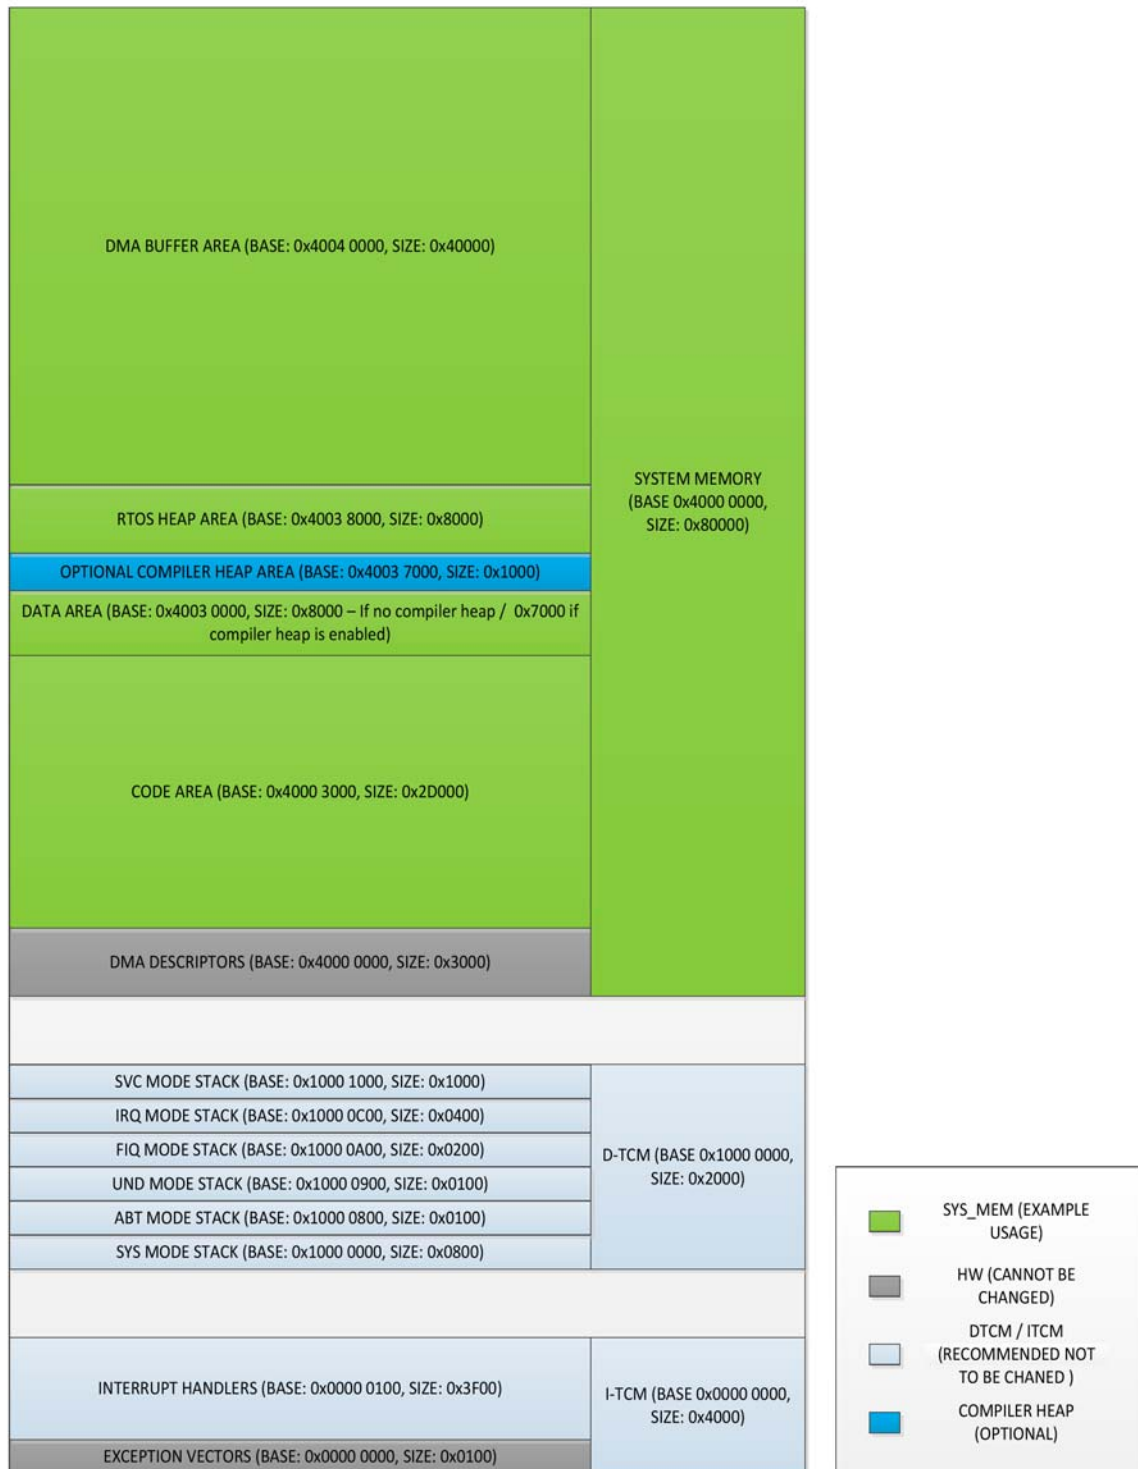 DMA BUFFER AREA (BASE: 0x4004 0000, SIZE: 0x40000)
SYSTEM MEMORY
(BASE 0x4000 0000,
SIZE: 0x80000)
RTOS HEAP AREA (BASE: 0x4003 8000, SIZE: 0x8000)
OPTIONAL COMPILER HEAP AREA (BASE: 0x4003 7000, SIZE: 0x1000)
DATA AREA (BASE: 0x4003 0000, SIZE: 0x8000 – If no compiler heap / 0x7000 if
compiler heap is enabled)
CODE AREA (BASE: 0x4000 3000, SIZE: 0x2D000)
DMA DESCRIPTORS (BASE: 0x4000 0000, SIZE: 0x3000)
SVC MODE STACK (BASE: 0x1000 1000, SIZE: 0x1000)
IRQ MODE STACK (BASE: 0x1000 0C00, SIZE: 0x0400)
FIQ MODE STACK (BASE: 0x1000 0A00, SIZE: 0x0200)
UND MODE STACK (BASE: 0x1000 0900, SIZE: 0x0100)
ABT MODE STACK (BASE: 0x1000 0800, SIZE: 0x0100)
SYS MODE STACK (BASE: 0x1000 0000, SIZE: 0x0800)
D-TCM (BASE 0x1000 0000,
SIZE: 0x2000)
INTERRUPT HANDLERS (BASE: 0x0000 0100, SIZE: 0x3F00)
EXCEPTION VECTORS (BASE: 0x0000 0000, SIZE: 0x0100)
I-TCM (BASE 0x0000 0000,
SIZE: 0x4000)
SYS_MEM (EXAMPLE
USAGE)
HW (CANNOT BE
CHANGED)
DTCM / ITCM
(RECOMMENDED NOT
TO BE CHANED )
COMPILER HEAP
(OPTIONAL)